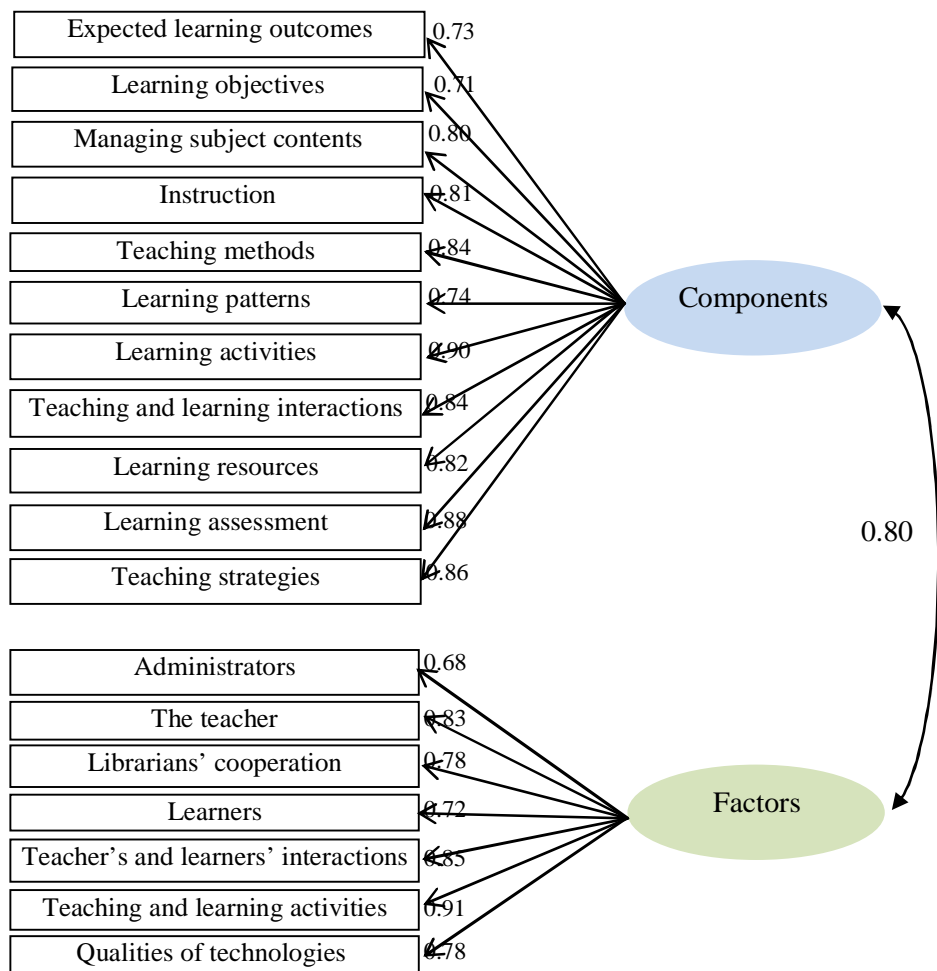 Expected learning outcomes 0.73
Learning objectives 0.71
Managing subject contents 0.80
Instruction 0.81
Teaching methods 0.84
Learning patterns 0.74
Components
Learning activities 0.90
Teaching and learning interactions 0.84
Learning resources 0.82
Learning assessment 0.88
0.80
Teaching strategies 0.86
Administrators 0.68
The teacher 0.83
Librarians’ cooperation 0.78
Learners 0.72
Factors
Teacher’s and learners’ interactions 0.85
Teaching and learning activities 0.91
Qualities of technologies 0.78